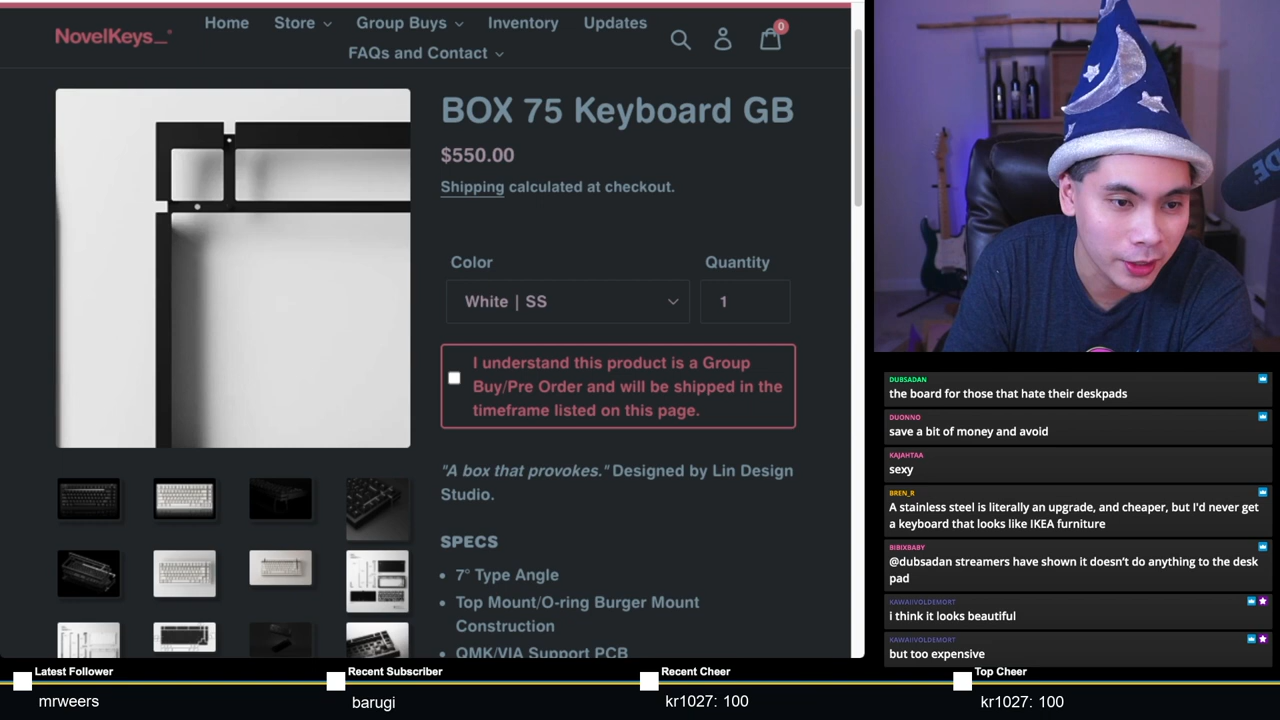 NovelKeys_
Home
Store
Group Buys
Inventory
Updates
FAQs and Contact
0
BOX 75 Keyboard GB
$550.00
Shipping calculated at checkout.
Color
Quantity
White | SS
1
I understand this product is a Group
Buy/Pre Order and will be shipped in the
timeframe listed on this page.
"A box that provokes." Designed by Lin Design
Studio.
SPECS
7° Type Angle
Top Mount/O-ring Burger Mount
Construction
QMK/VIA Support PCB
DUBSADAN
the board for those that hate their deskpads
DUONNO
save a bit of money and avoid
KAJAHTAA
sexy
BREN_R
A stainless steel is literally an upgrade, and cheaper, but I'd never get
a keyboard that looks like IKEA furniture
BIBIXBABY
@dubsadan streamers have shown it doesn't do anything to the desk
pad
KAWAIIVOLDEMORT
i think it looks beautiful
KAWAIIVOLDEMORT
but too expensive
Latest Follower
mrweers
Recent Subscriber
barugi
Recent Cheer
kr1027: 100
Top Cheer
kr1027: 100